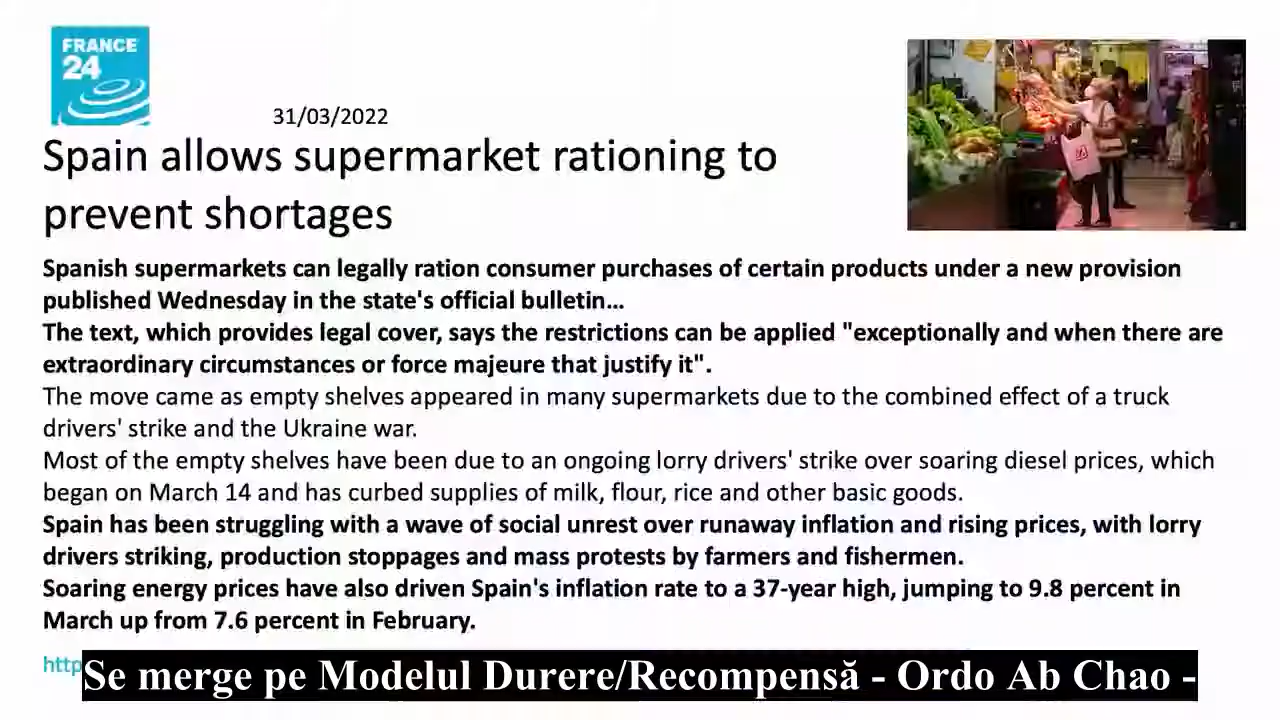 FRANCE
24
31/03/2022
Spain allows supermarket rationing to
prevent shortages
Spanish supermarkets can legally ration consumer purchases of certain products under a new provision
published Wednesday in the state's official bulletin…
The text, which provides legal cover, says the restrictions can be applied "exceptionally and when there are
extraordinary circumstances or force majeure that justify it".
The move came as empty shelves appeared in many supermarkets due to the combined effect of a truck
drivers' strike and the Ukraine war.
Most of the empty shelves have been due to an ongoing lorry drivers' strike over soaring diesel prices, which
began on March 14 and has curbed supplies of milk, flour, rice and other basic goods.
Spain has been struggling with a wave of social unrest over runaway inflation and rising prices, with lorry
drivers striking, production stoppages and mass protests by farmers and fishermen.
Soaring energy prices have also driven Spain's inflation rate to a 37-year high, jumping to 9.8 percent in
March up from 7.6 percent in February.
http
Se merge pe Modelul Durere/Recompensă - Ordo Ab Chao -